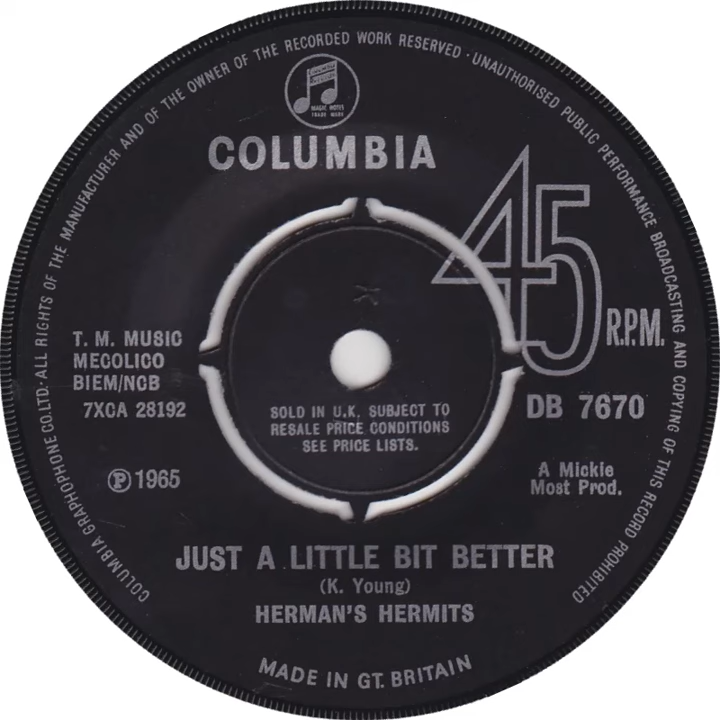 COLUMBIA GRAPHOPHONE CO.LTD.·ALL RIGHTS OF THE MANUFACTURER AND OF THE OWNER OF THE RECORDED WORK RESERVED·UNAUTHORISED PUBLIC PERFORMANCE BROADCASTING AND COPYING OF THIS RECORD PROHIBITED
MAGIC NOTES
TRADE MARK
COLUMBIA
45
R.P.M.
T. M. MUSIC
MECOLICO
BIEM/NCB
7XCA 28192
DB 7670
SOLD IN U.K. SUBJECT TO
RESALE PRICE CONDITIONS
SEE PRICE LISTS.
℗ 1965
A Mickie
Most Prod.
JUST A LITTLE BIT BETTER
(K. Young)
HERMAN'S HERMITS
MADE IN GT. BRITAIN